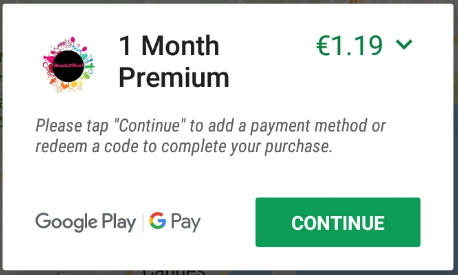 1 Month
Premium
€1.19
Please tap "Continue" to add a payment method or
redeem a code to complete your purchase.
Google Play | G Pay
CONTINUE
Cannes